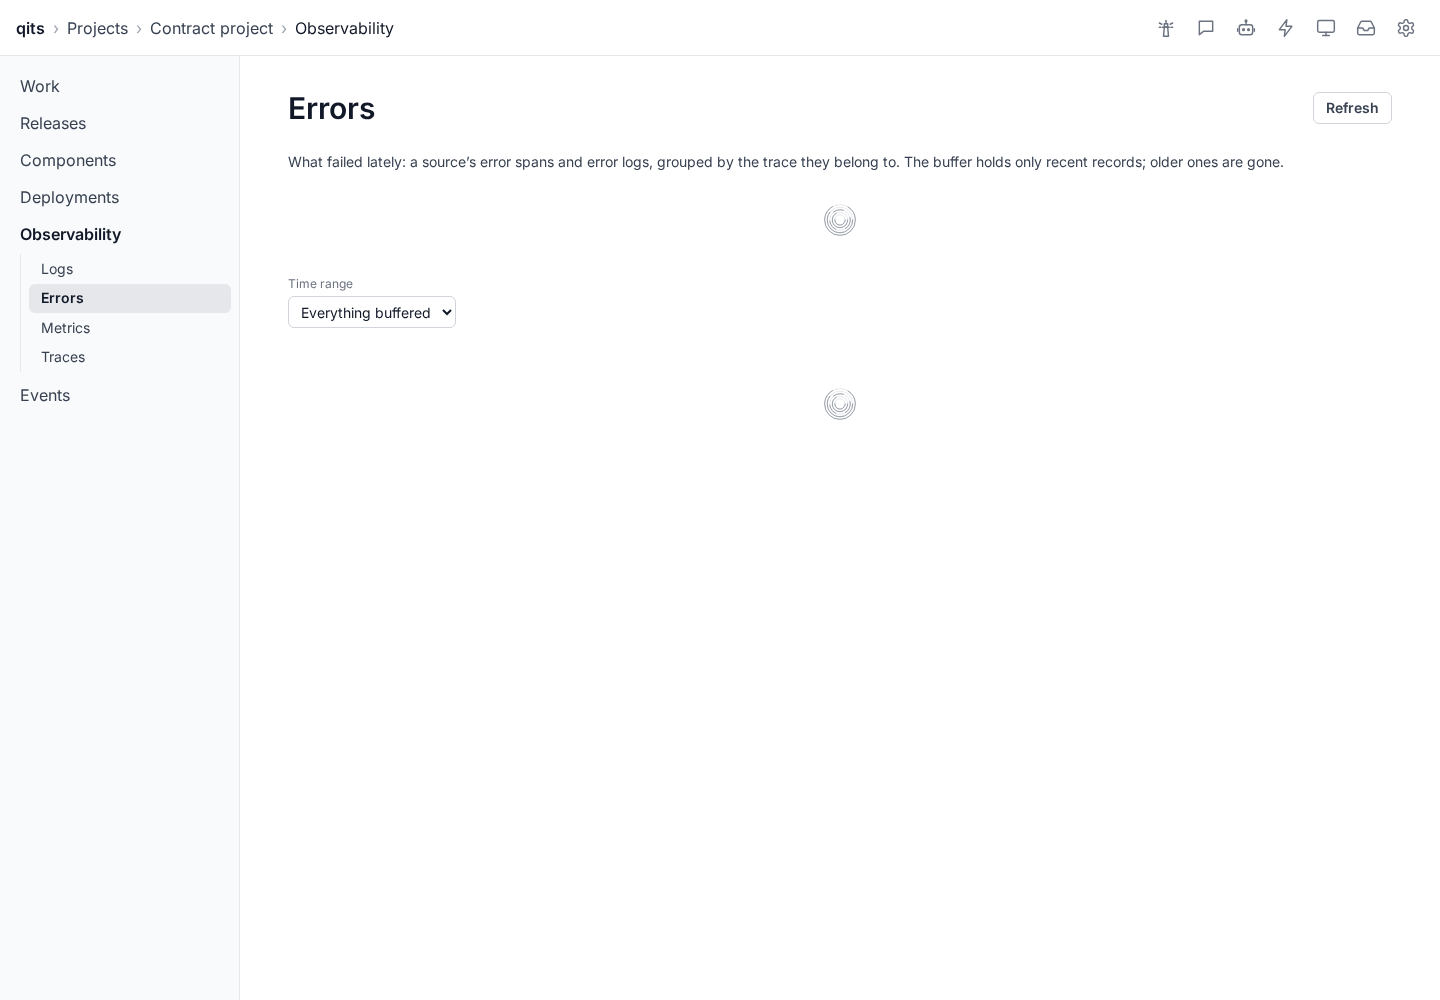 qits › Projects › Contract project › Observability
Work
Releases
Components
Deployments
Observability
Logs
Errors
Metrics
Traces
Events
Errors
Refresh
What failed lately: a source’s error spans and error logs, grouped by the trace they belong to. The buffer holds only recent records; older ones are gone.
Time range
Everything buffered